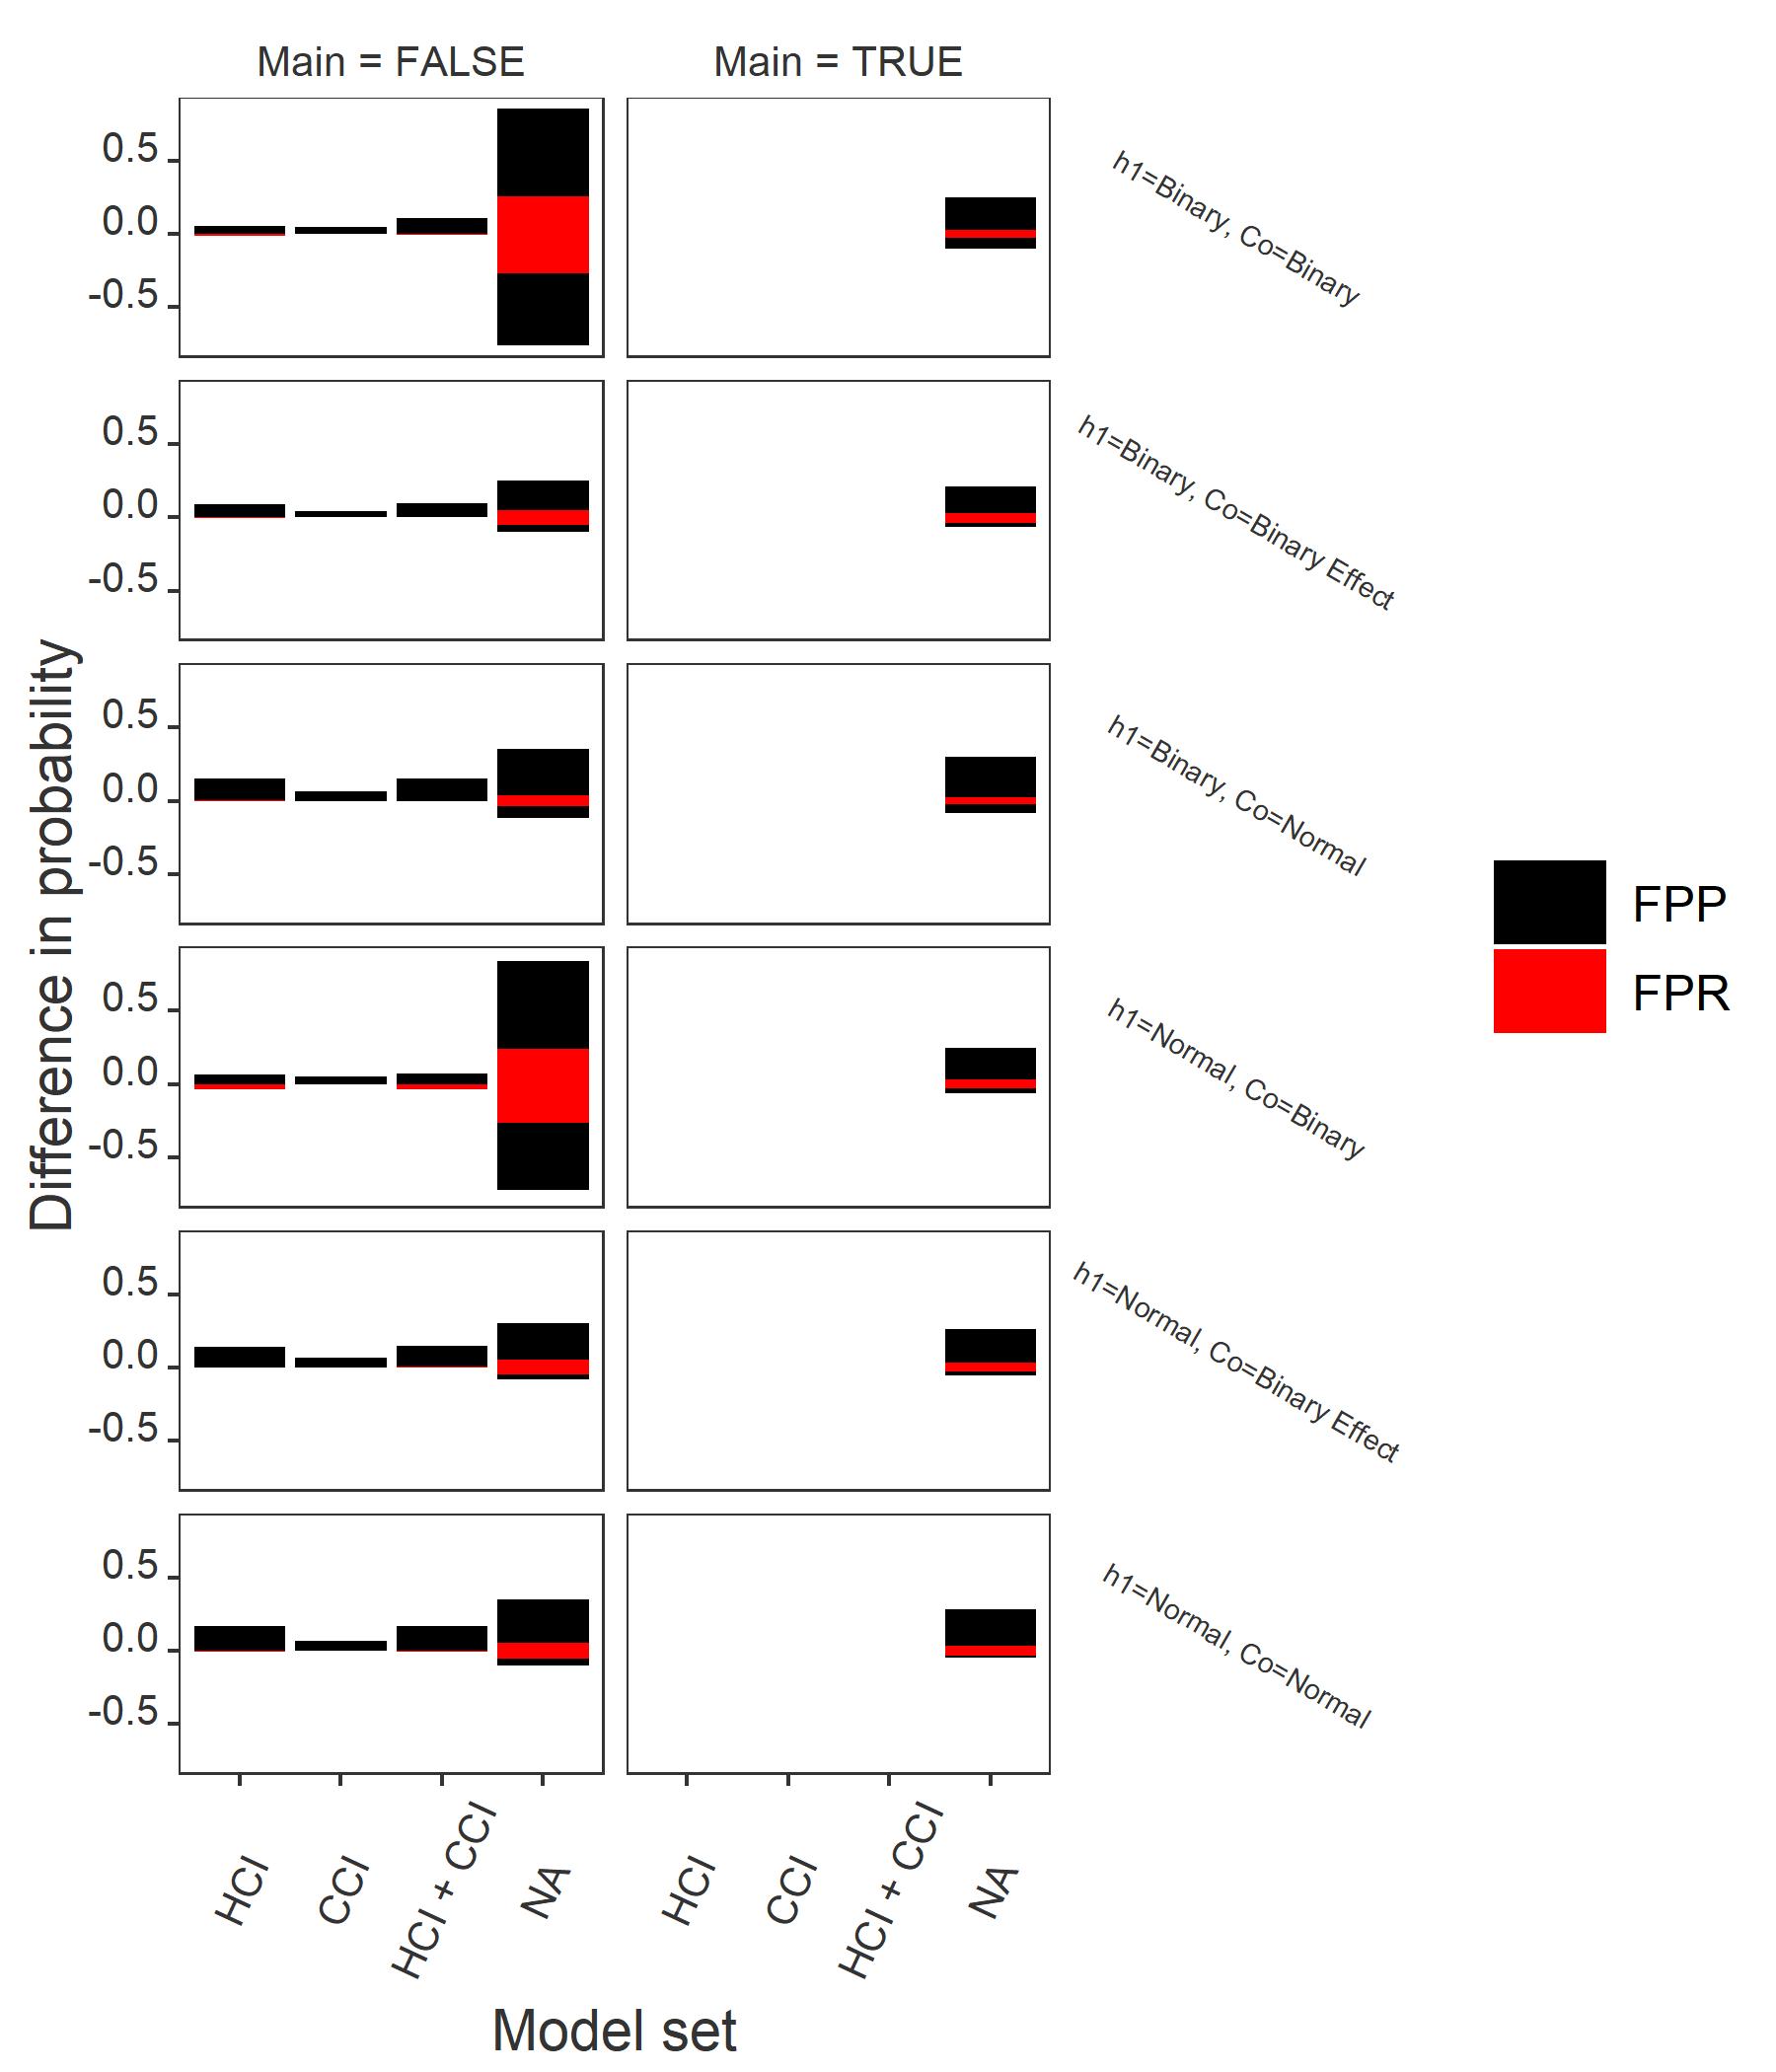 Main = FALSE
Main = TRUE
0.5
0.0
-0.5
h1=Binary, Co=Binary
0.5
0.0
-0.5
h1=Binary, Co=Binary Effect
0.5
0.0
-0.5
h1=Binary, Co=Normal
0.5
0.0
-0.5
h1=Normal, Co=Binary
0.5
0.0
-0.5
h1=Normal, Co=Binary Effect
0.5
0.0
-0.5
h1=Normal, Co=Normal
Difference in probability
FPP
FPR
HCI
CCI
HCI + CCI
NA
HCI
CCI
HCI + CCI
NA
Model set